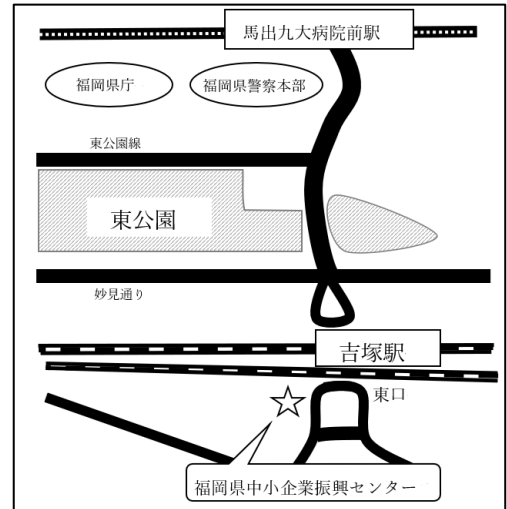 馬出九大病院前駅
福岡県庁
福岡県警察本部
東公園線
東公園
妙見通り
吉塚駅
東口
福岡県中小企業振興センター